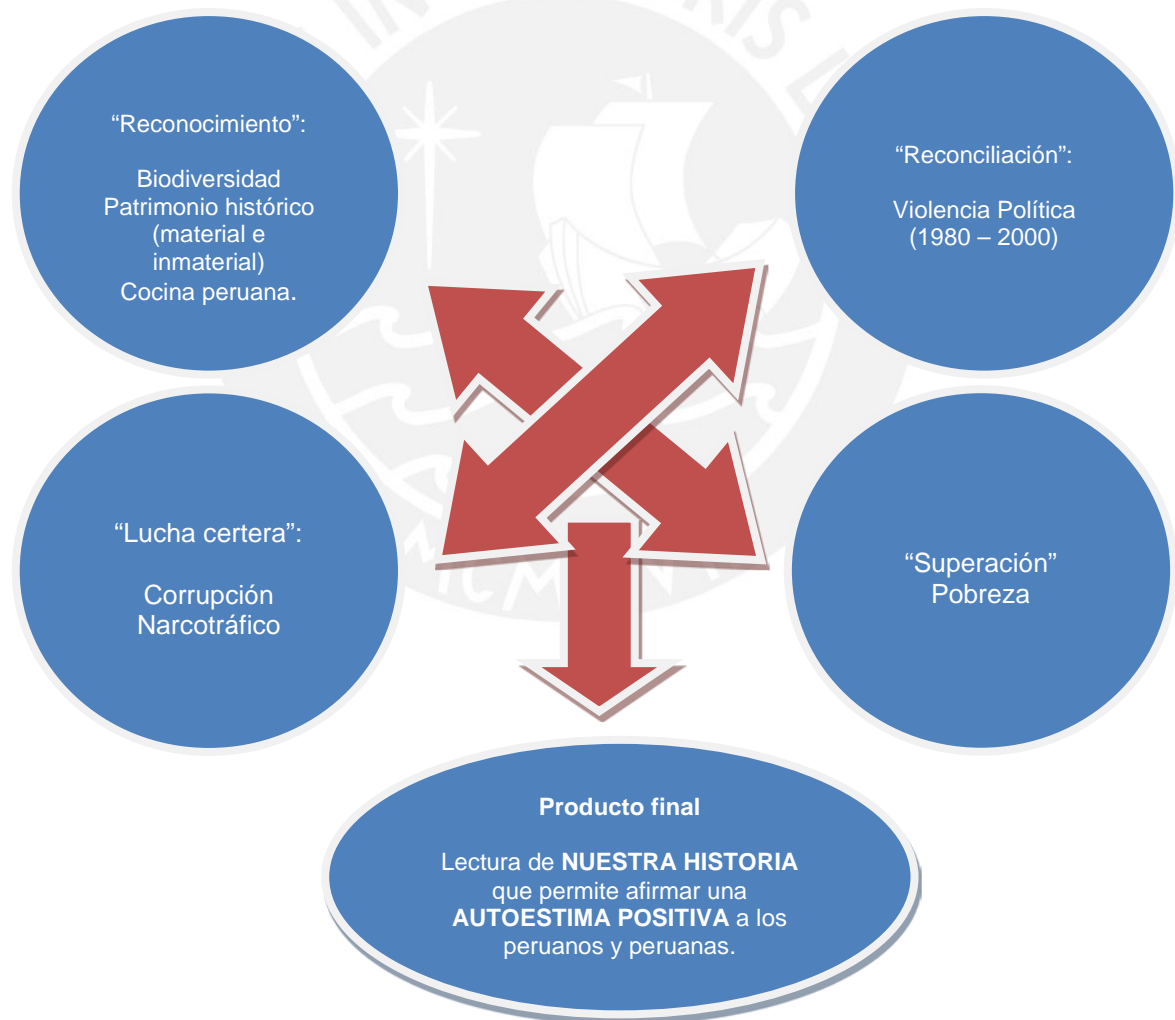 “Reconocimiento”:
Biodiversidad
Patrimonio histórico
(material e
inmaterial)
Cocina peruana.
“Reconciliación”:
Violencia Política
(1980 – 2000)
“Lucha certera”:
Corrupción
Narcotráfico
“Superación”
Pobreza
Producto final
Lectura de NUESTRA HISTORIA
que permite afirmar una
AUTOESTIMA POSITIVA a los
peruanos y peruanas.